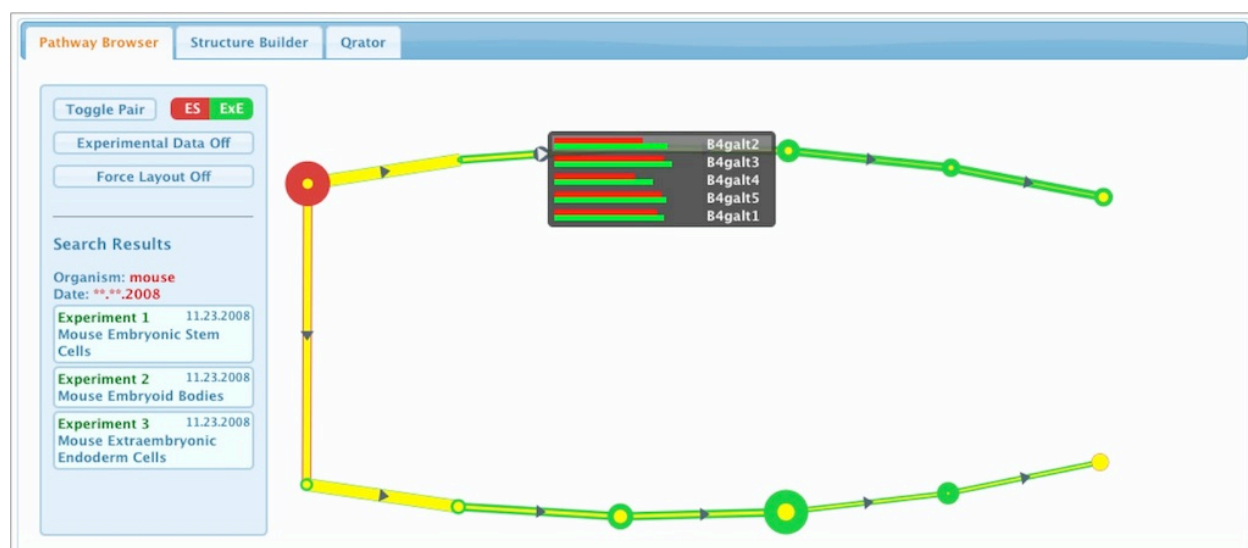 Pathway Browser Structure Builder Qrator
Toggle Pair ES ExE
Experimental Data Off
Force Layout Off
Search Results
Organism: mouse
Date: **.**.2008
Experiment 1 11.23.2008
Mouse Embryonic Stem
Cells
Experiment 2 11.23.2008
Mouse Embryoid Bodies
Experiment 3 11.23.2008
Mouse Extraembryonic
Endoderm Cells
B4galt2
B4galt3
B4galt4
B4galt5
B4galt1